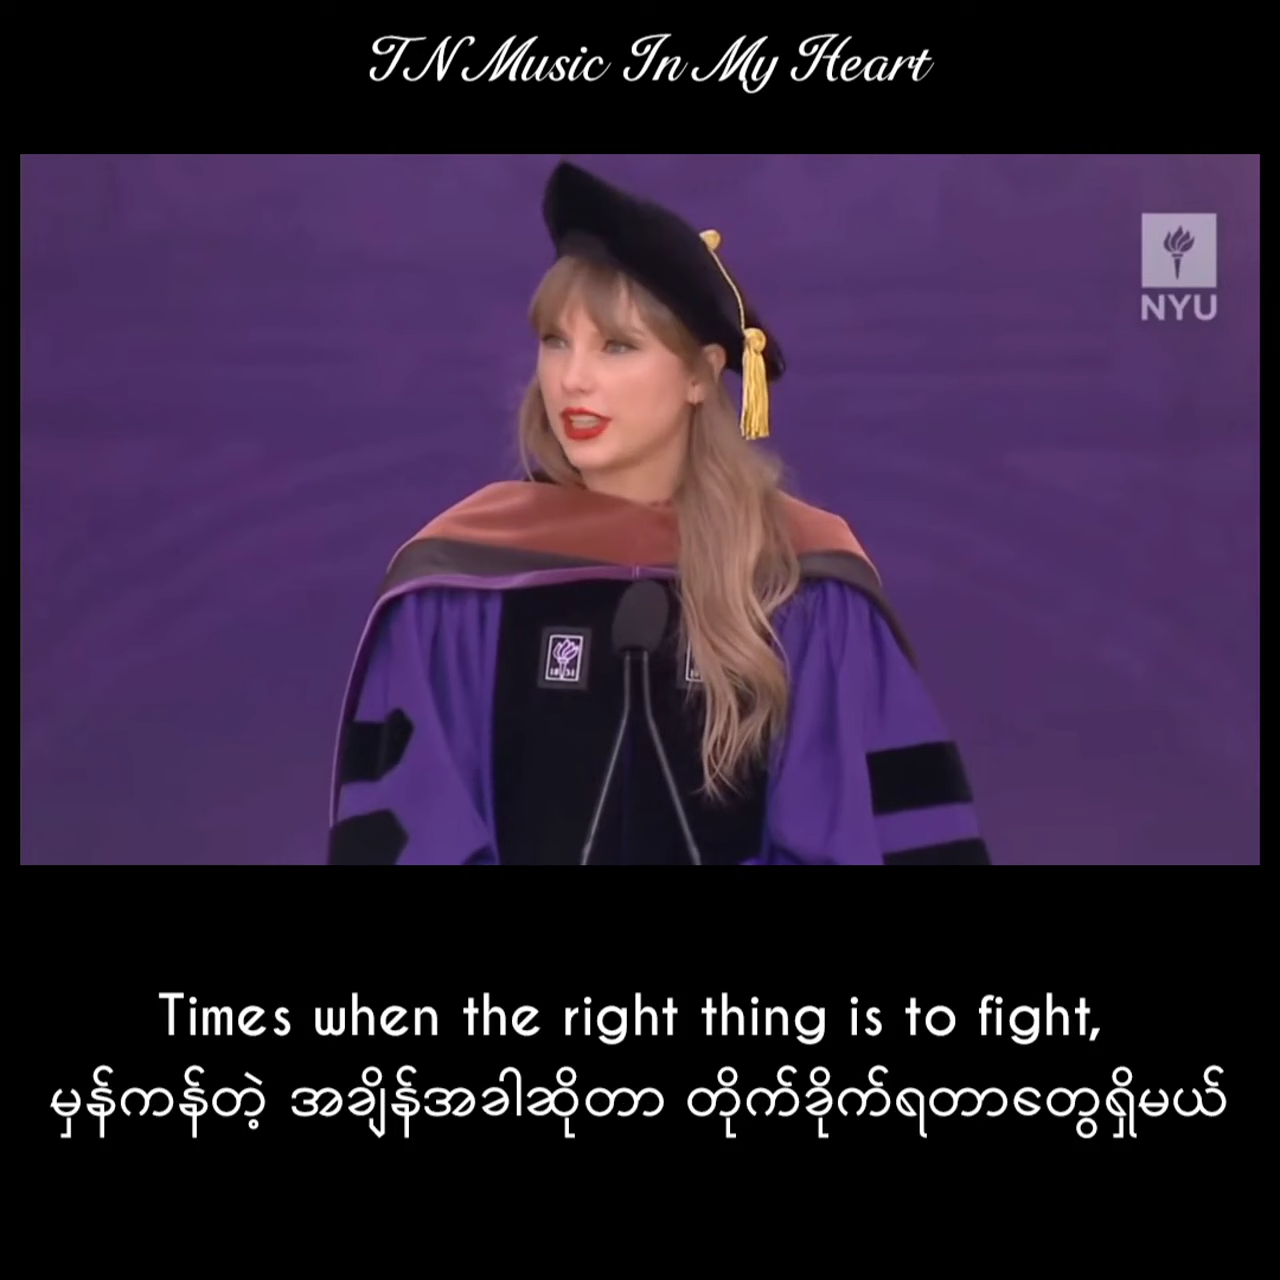 TN Music In My Heart
NYU
Times when the right thing is to fight,
မှန်ကန်တဲ့ အချိန်အခါဆိုတာ တိုက်ခိုက်ရတာတွေရှိမယ်